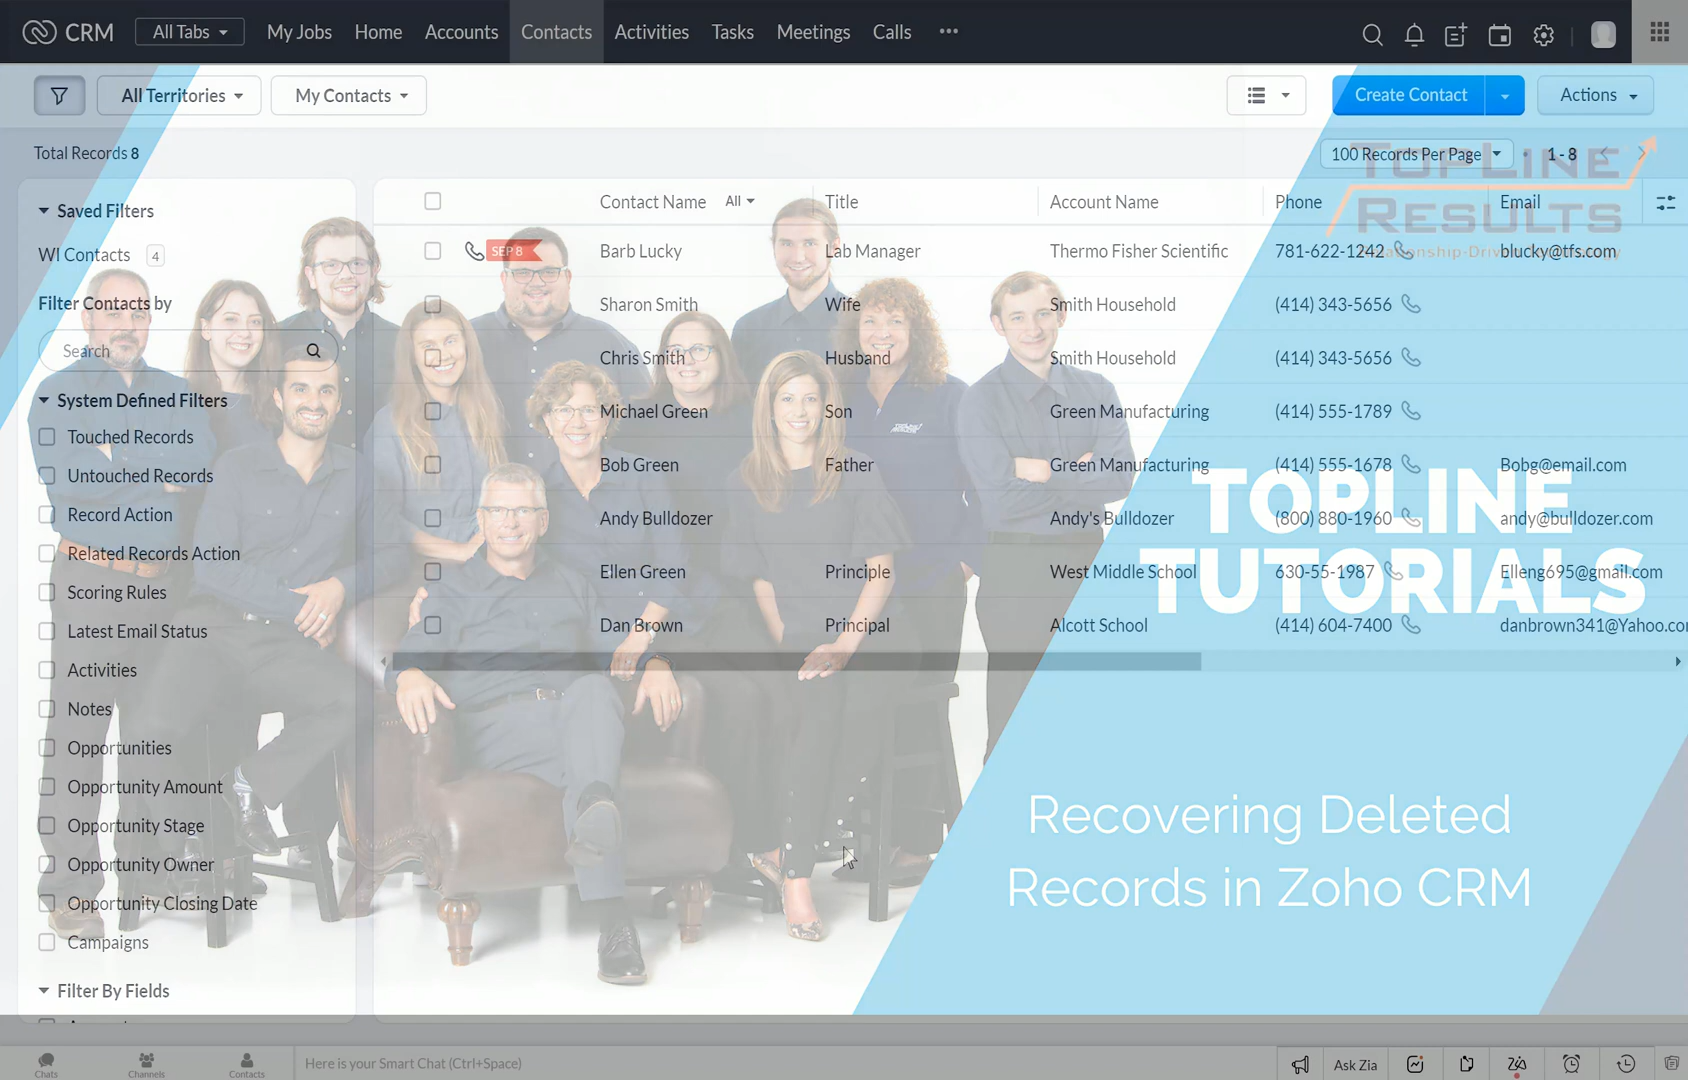 CRM
All Tabs
My Jobs
Home
Accounts
Contacts
Activities
Tasks
Meetings
Calls
All Territories
My Contacts
Create Contact
Actions
Total Records 8
100 Records Per Page
1 - 8
TOPLINE
RESULTS
Saved Filters
WI Contacts 4
Filter Contacts by
Search
System Defined Filters
Touched Records
Untouched Records
Record Action
Related Records Action
Scoring Rules
Latest Email Status
Activities
Notes
Opportunities
Opportunity Amount
Opportunity Stage
Opportunity Owner
Opportunity Closing Date
Campaigns
Filter By Fields
Contact Name All Title Account Name Phone Email
SEP 8 Barb Lucky Lab Manager Thermo Fisher Scientific 781-622-1242 blucky@tfs.com
Sharon Smith Wife Smith Household (414) 343-5656
Chris Smith Husband Smith Household (414) 343-5656
Michael Green Son Green Manufacturing (414) 555-1789
Bob Green Father Green Manufacturing (414) 555-1678 Bobg@email.com
Andy Bulldozer Andy's Bulldozer (800) 880-1960 andy@bulldozer.com
Ellen Green Principle West Middle School 630-55-1987 Elleng695@gmail.com
Dan Brown Principal Alcott School (414) 604-7400 danbrown341@Yahoo.co
TOPLINE
TUTORIALS
Recovering Deleted
Records in Zoho CRM
Chats
Channels
Contacts
Here is your Smart Chat (Ctrl+Space)
Ask Zia